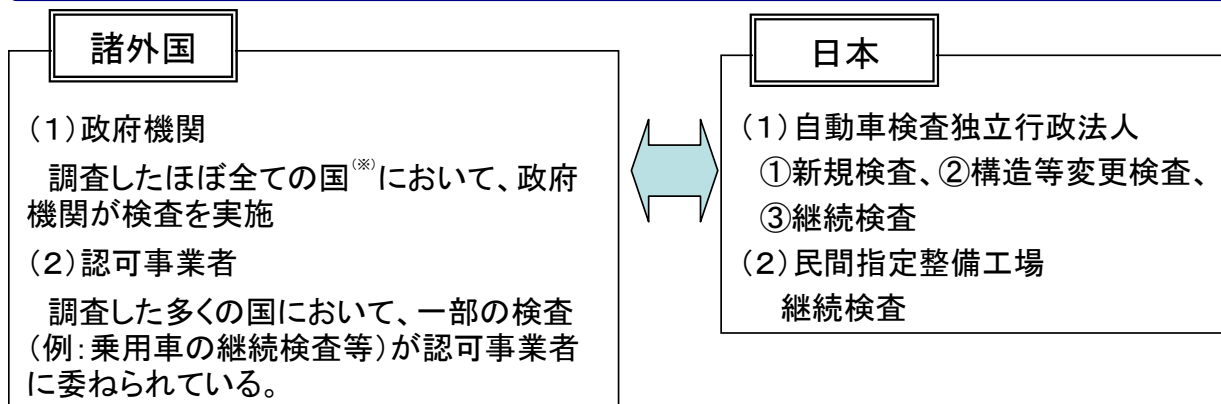 諸外国
(1)政府機関
調査したほぼ全ての国(※)において、政府
機関が検査を実施
(2)認可事業者
調査した多くの国において、一部の検査
(例:乗用車の継続検査等)が認可事業者
に委ねられている。
日本
(1)自動車検査独立行政法人
①新規検査、②構造等変更検査、
③継続検査
(2)民間指定整備工場
継続検査